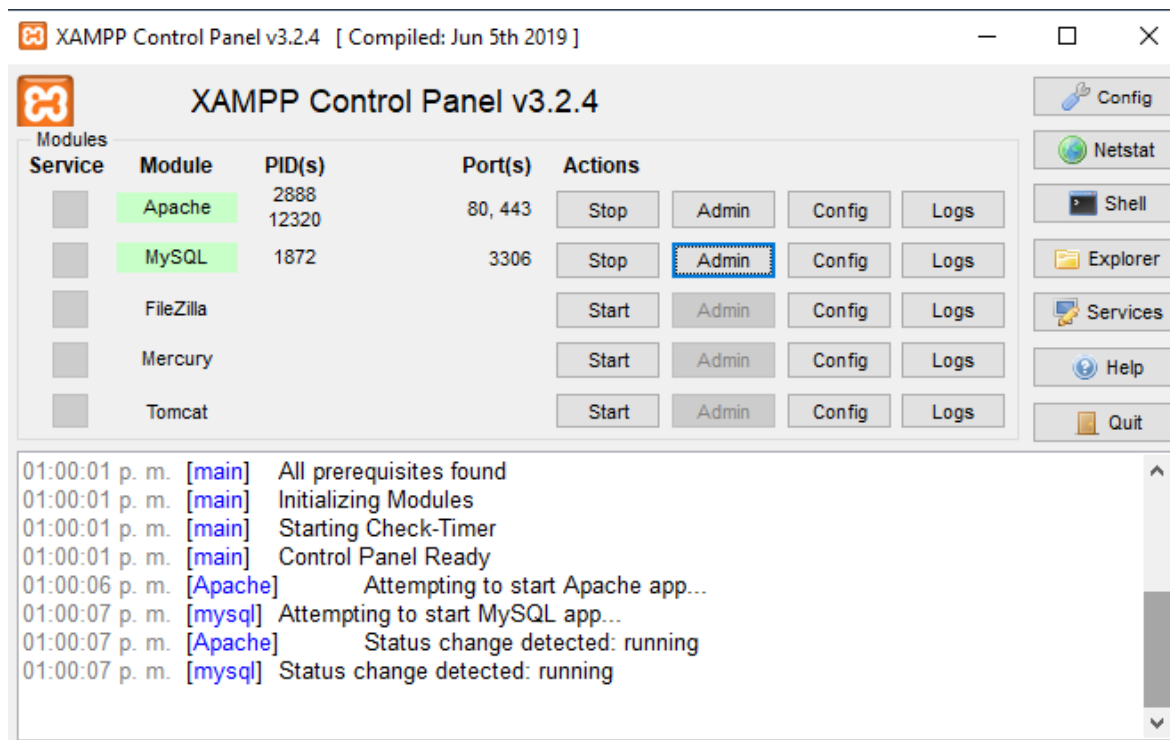 XAMPP Control Panel v3.2.4 [ Compiled: Jun 5th 2019 ]
XAMPP Control Panel v3.2.4
Config
Modules
Netstat
Service Module PID(s) Port(s) Actions
Apache 2888 12320 80, 443 Stop Admin Config Logs
Shell
MySQL 1872 3306 Stop Admin Config Logs
Explorer
FileZilla Start Admin Config Logs
Services
Mercury Start Admin Config Logs
Help
Tomcat Start Admin Config Logs
Quit
01:00:01 p. m. [main] All prerequisites found
01:00:01 p. m. [main] Initializing Modules
01:00:01 p. m. [main] Starting Check-Timer
01:00:01 p. m. [main] Control Panel Ready
01:00:06 p. m. [Apache] Attempting to start Apache app...
01:00:07 p. m. [mysql] Attempting to start MySQL app...
01:00:07 p. m. [Apache] Status change detected: running
01:00:07 p. m. [mysql] Status change detected: running